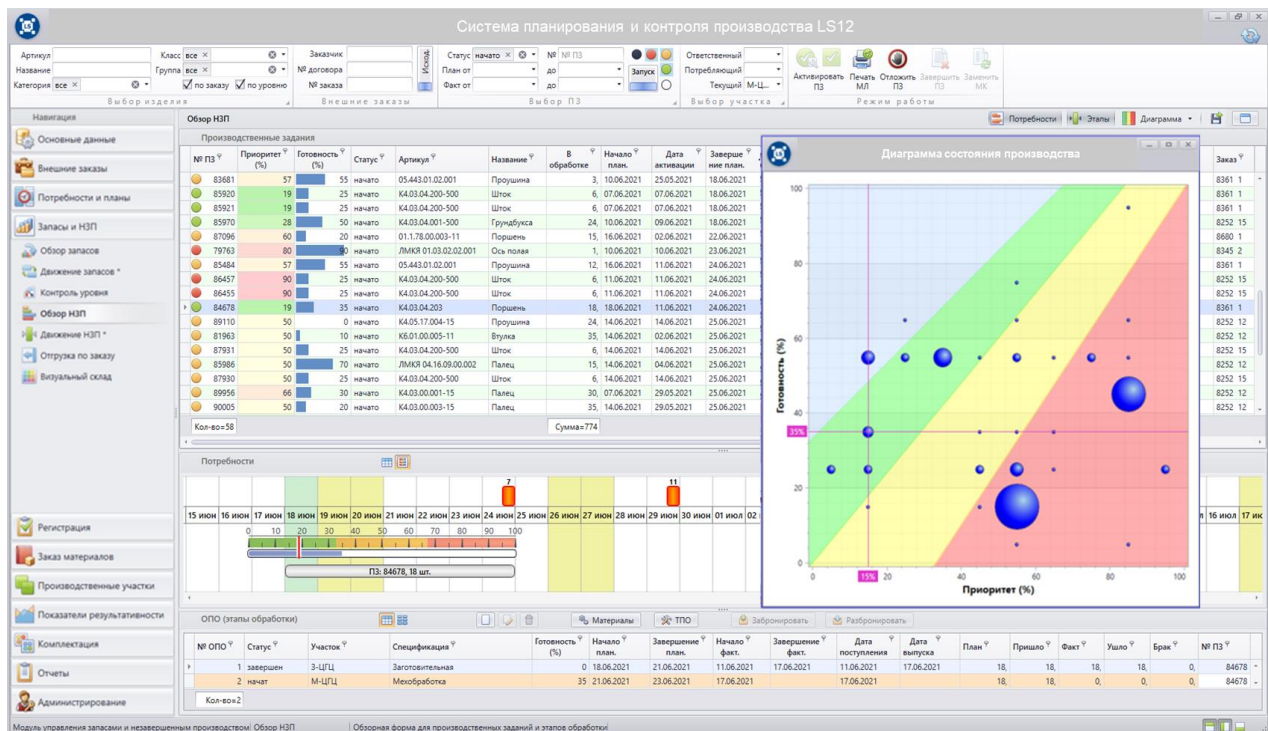 Система планирования и контроля производства LS12
Артикул Класс все Заказчик Исход. Статус начато № ПЗ № ПЗ Ответственный
Название Группа все № договора План от до Запуск Потребляющий
Категория все по заказу по уровню № заказа Факт от до Текущий М-Ц...
Активировать ПЗ Печать МЛ Отложить ПЗ Завершить ПЗ Заменить МК
Выбор изделия Внешние заказы Выбор ПЗ Выбор участка Режим работы
Навигация
Основные данные
Внешние заказы
Потребности и планы
Запасы и НЗП
Обзор запасов
Движение запасов *
Контроль уровня
Обзор НЗП
Движение НЗП *
Отгрузка по заказу
Визуальный склад
Регистрация
Заказ материалов
Производственные участки
Показатели результативности
Комплектация
Отчеты
Администрирование
Обзор НЗП Потребности Этапы Диаграмма
Производственные задания
№ ПЗ Приоритет (%) Готовность (%) Статус Артикул Название В обработке Начало план. Дата активации Заверше ние план. Заказ
83681 57 55 начато 05.443.01.02.001 Проушина 3, 10.06.2021 25.05.2021 18.06.2021 8361 1
85920 19 25 начато К4.03.04.200-500 Шток 6, 07.06.2021 07.06.2021 18.06.2021 8361 1
85921 19 25 начато К4.03.04.200-500 Шток 6, 07.06.2021 07.06.2021 18.06.2021 8361 1
85970 28 50 начато К4.03.04.001-500 Грундбукса 24, 10.06.2021 09.06.2021 18.06.2021 8252 15
87096 60 20 начато 01.1.78.00.003-11 Поршень 15, 16.06.2021 02.06.2021 22.06.2021 8680 1
79763 80 90 начато ЛМКЯ 01.03.02.02.001 Ось полая 1, 10.06.2021 10.06.2021 23.06.2021 8345 2
85484 57 55 начато 05.443.01.02.001 Проушина 12, 16.06.2021 11.06.2021 24.06.2021 8361 1
86457 90 25 начато К4.03.04.200-500 Шток 6, 11.06.2021 11.06.2021 24.06.2021 8252 15
86455 90 25 начато К4.03.04.200-500 Шток 6, 11.06.2021 11.06.2021 24.06.2021 8252 15
84678 19 35 начато К4.03.04.203 Поршень 18, 18.06.2021 11.06.2021 24.06.2021 8361 1
89110 50 0 начато К4.05.17.004-15 Проушина 24, 14.06.2021 14.06.2021 25.06.2021 8252 12
81963 50 10 начато К6.01.00.005-11 Втулка 35, 14.06.2021 02.06.2021 25.06.2021 8252 12
87931 50 25 начато К4.03.04.200-500 Шток 6, 14.06.2021 14.06.2021 25.06.2021 8252 15
85986 50 70 начато ЛМКЯ 04.16.09.00.002 Палец 15, 14.06.2021 04.06.2021 25.06.2021 8252 12
87930 50 25 начато К4.03.04.200-500 Шток 6, 14.06.2021 14.06.2021 25.06.2021 8252 15
89956 66 30 начато К4.03.00.001-15 Палец 30, 07.06.2021 29.05.2021 25.06.2021 8252 12
90005 50 20 начато К4.03.00.003-15 Палец 35, 14.06.2021 29.05.2021 25.06.2021 8252 12
Кол-во=58 Сумма=774
Диаграмма состояния производства
Готовность (%)
100
80
60
40
35%
20
0
0 15% 20 40 60 80 100
Приоритет (%)
Потребности
7 11
15 июн 16 июн 17 июн 18 июн 19 июн 20 июн 21 июн 22 июн 23 июн 24 июн 25 июн 26 июн 27 июн 28 июн 29 июн 30 июн 01 июл 02 16 июл 17 ию
0 10 20 30 40 50 60 70 80 90 100
ПЗ: 84678, 18 шт.
ОПО (этапы обработки) Материалы ТПО Забронировать Разбронировать
№ ОПО Статус Участок Спецификация Готовность (%) Начало план. Завершение план. Начало факт. Завершение факт. Дата поступления Дата выпуска План Пришло Факт Ушло Брак № ПЗ
1 завершен З-ЦГЦ Заготовительная 0 18.06.2021 21.06.2021 11.06.2021 17.06.2021 11.06.2021 17.06.2021 18, 18, 18, 18, 0, 84678
2 начат М-ЦГЦ Мехобработка 35 21.06.2021 23.06.2021 17.06.2021 17.06.2021 18, 18, 0, 0, 0, 84678
Кол-во=2
Модуль управления запасами и незавершенным производством Обзор НЗП Обзорная форма для производственных заданий и этапов обработки